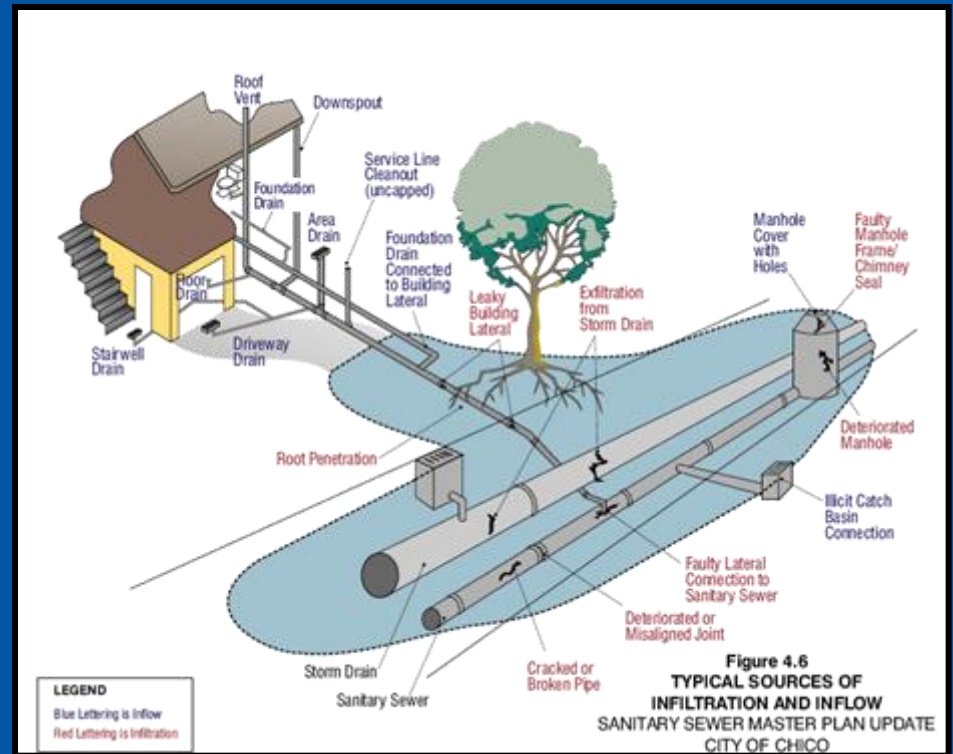 Roof
Vent
Downspout
Service Line
Cleanout
(uncapped)
Foundation
Drain
Area
Drain
Foundation
Drain
Connected
to Building
Lateral
Manhole
Cover
with
Holes
Faulty
Manhole
Frame/
Chimney
Seal
Floor
Drain
Leaky
Building
Lateral
Exfiltration
from
Storm Drain
Stairwell
Drain
Driveway
Drain
Root Penetration
Deteriorated
Manhole
Illicit Catch
Basin
Connection
Faulty Lateral
Connection to
Sanitary Sewer
Deteriorated or
Misaligned Joint
Cracked or
Broken Pipe
Storm Drain
Sanitary Sewer
LEGEND
Blue Lettering is Inflow
Red Lettering is Infiltration
Figure 4.6
TYPICAL SOURCES OF
INFILTRATION AND INFLOW
SANITARY SEWER MASTER PLAN UPDATE
CITY OF CHICO